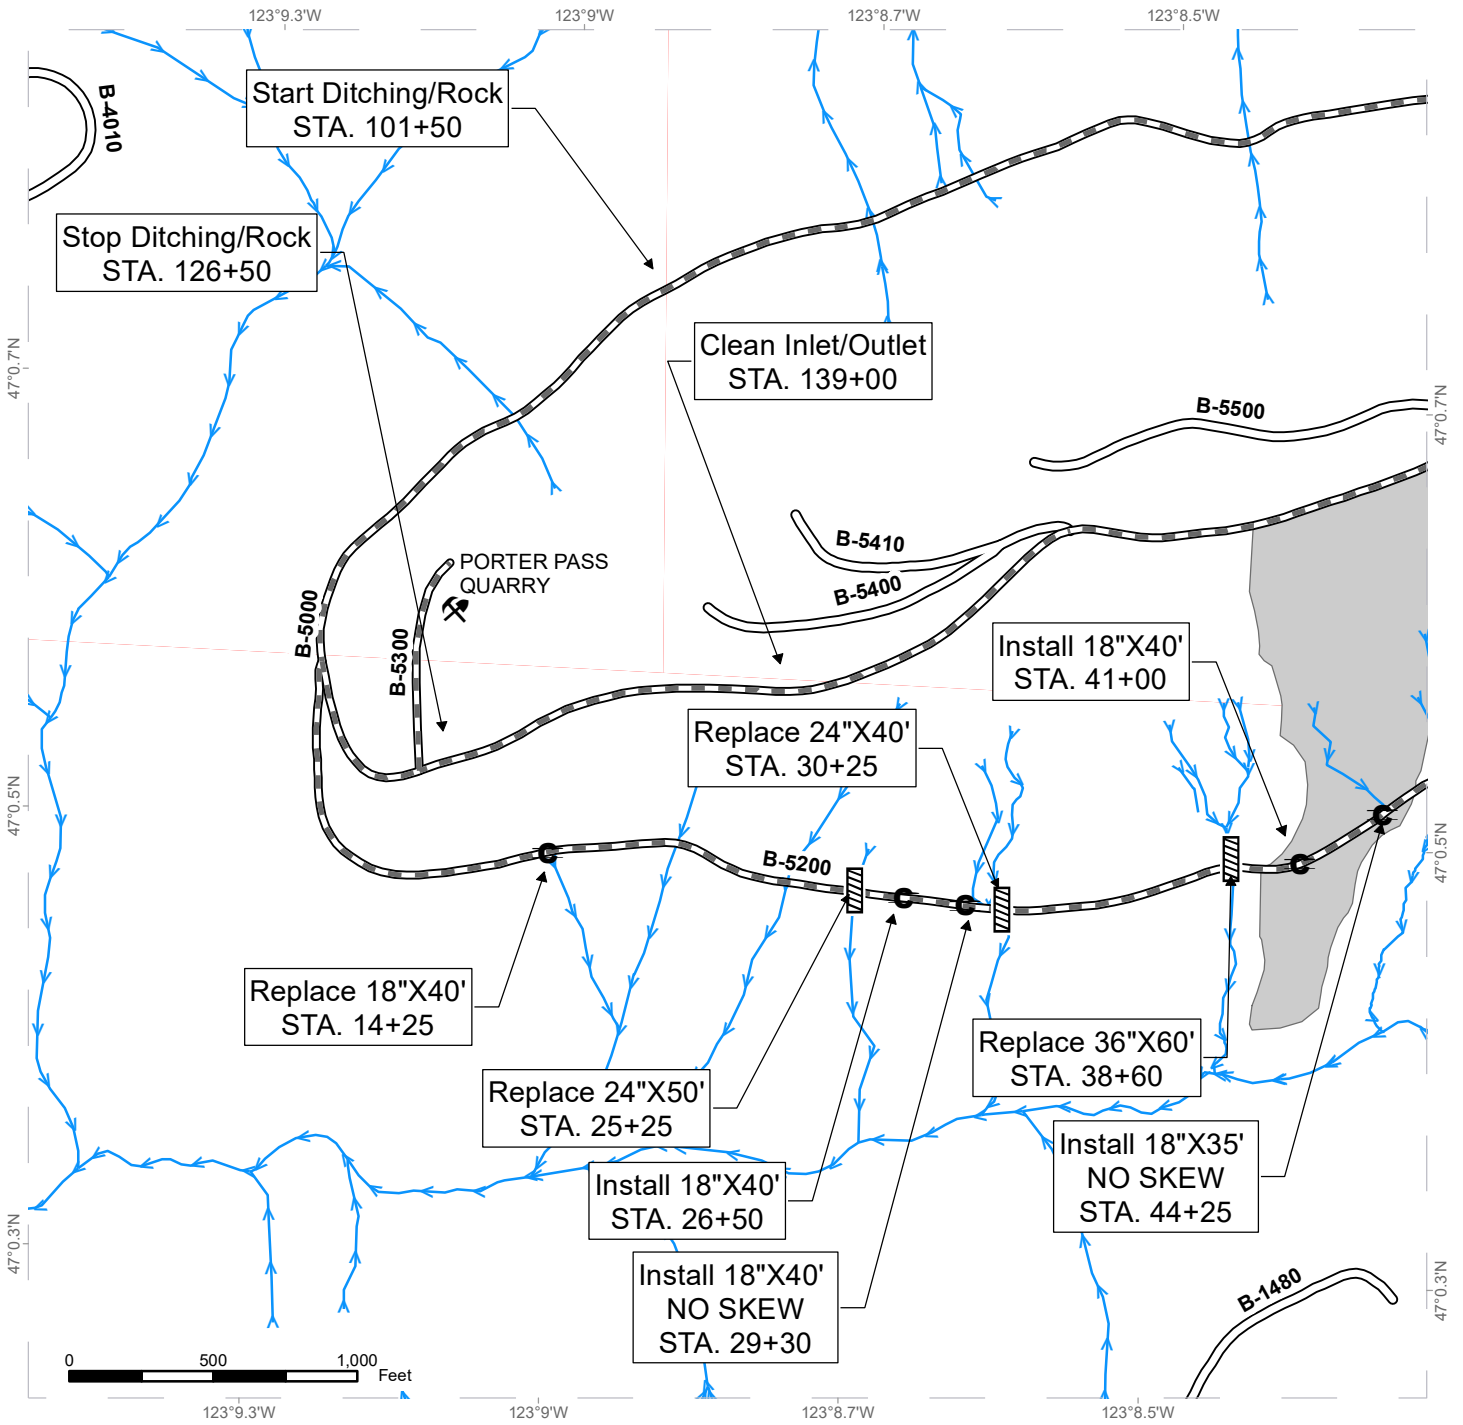 123°9.3'W
123°9'W
123°8.7'W
123°8.5'W
B-4010
Start Ditching/Rock
STA. 101+50
Stop Ditching/Rock
STA. 126+50
Clean Inlet/Outlet
STA. 139+00
47°0.7'N
47°0.7'N
B-5500
B-5410
B-5400
PORTER PASS
QUARRY
B-5000
B-5300
Install 18"X40'
STA. 41+00
Replace 24"X40'
STA. 30+25
47°0.5'N
47°0.5'N
B-5200
C
C
C
C
C
Replace 18"X40'
STA. 14+25
Replace 36"X60'
STA. 38+60
Replace 24"X50'
STA. 25+25
Install 18"X35'
NO SKEW
STA. 44+25
Install 18"X40'
STA. 26+50
Install 18"X40'
NO SKEW
STA. 29+30
47°0.3'N
47°0.3'N
B-1480
0
500
1,000
Feet
123°9.3'W
123°9'W
123°8.7'W
123°8.5'W